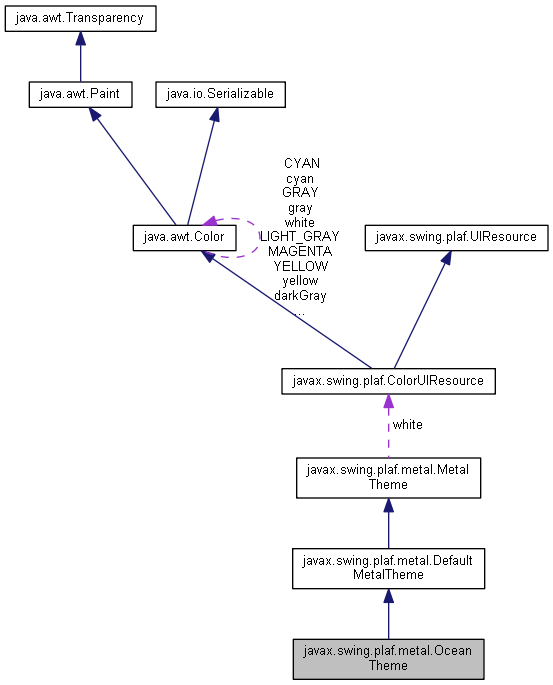 java.awt.Transparency
java.awt.Paint
java.io.Serializable
CYAN
cyan
GRAY
gray
white
LIGHT_GRAY
MAGENTA
YELLOW
yellow
darkGray
...
java.awt.Color
javax.swing.plaf.UIResource
javax.swing.plaf.ColorUIResource
white
javax.swing.plaf.metal.Metal
Theme
javax.swing.plaf.metal.Default
MetalTheme
javax.swing.plaf.metal.Ocean
Theme